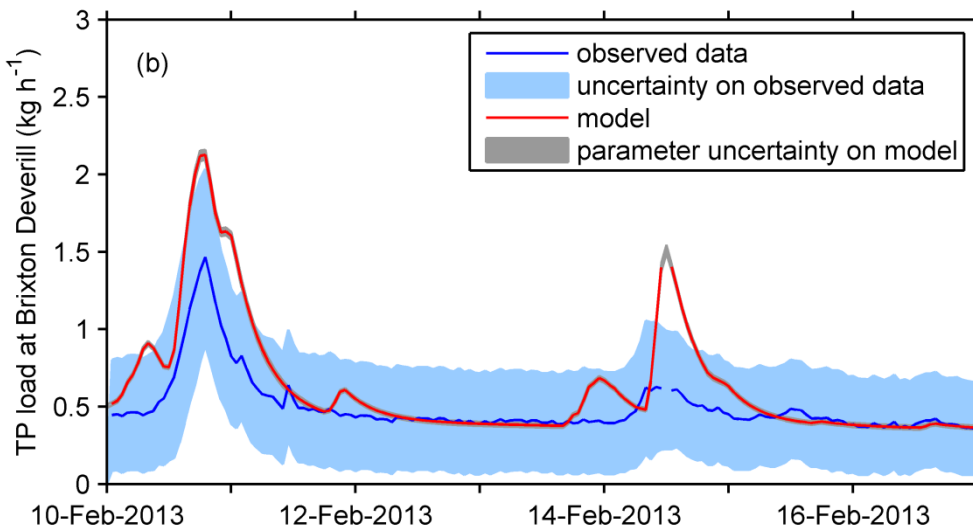 TP load at Brixton Deverill (kg h⁻¹)
3
2.5
2
1.5
1
0.5
0
(b)
observed data
uncertainty on observed data
model
parameter uncertainty on model
10-Feb-2013 12-Feb-2013 14-Feb-2013 16-Feb-2013